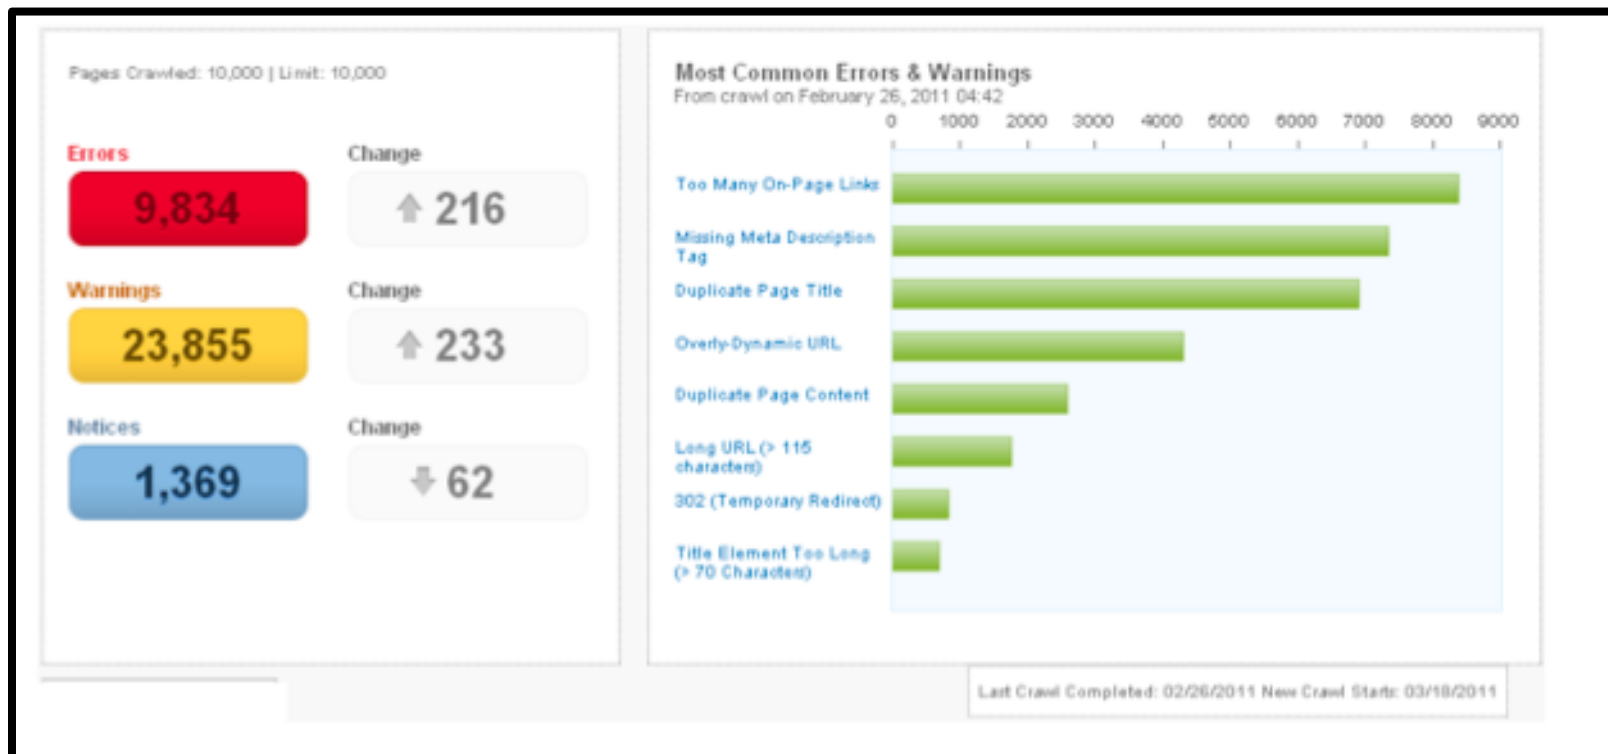 Pages Crawled: 10,000 | Limit: 10,000
Errors
Change
9,834
216
Warnings
Change
23,855
233
Notices
Change
1,369
62
Most Common Errors & Warnings
From crawl on February 26, 2011 04:42
0 1000 2000 3000 4000 5000 6000 7000 8000 9000
Too Many On-Page Links
Missing Meta Description
Tag
Duplicate Page Title
Overly-Dynamic URL
Duplicate Page Content
Long URL (> 115
characters)
302 (Temporary Redirect)
Title Element Too Long
(> 70 Characters)
Last Crawl Completed: 02/26/2011 New Crawl Starts: 03/18/2011